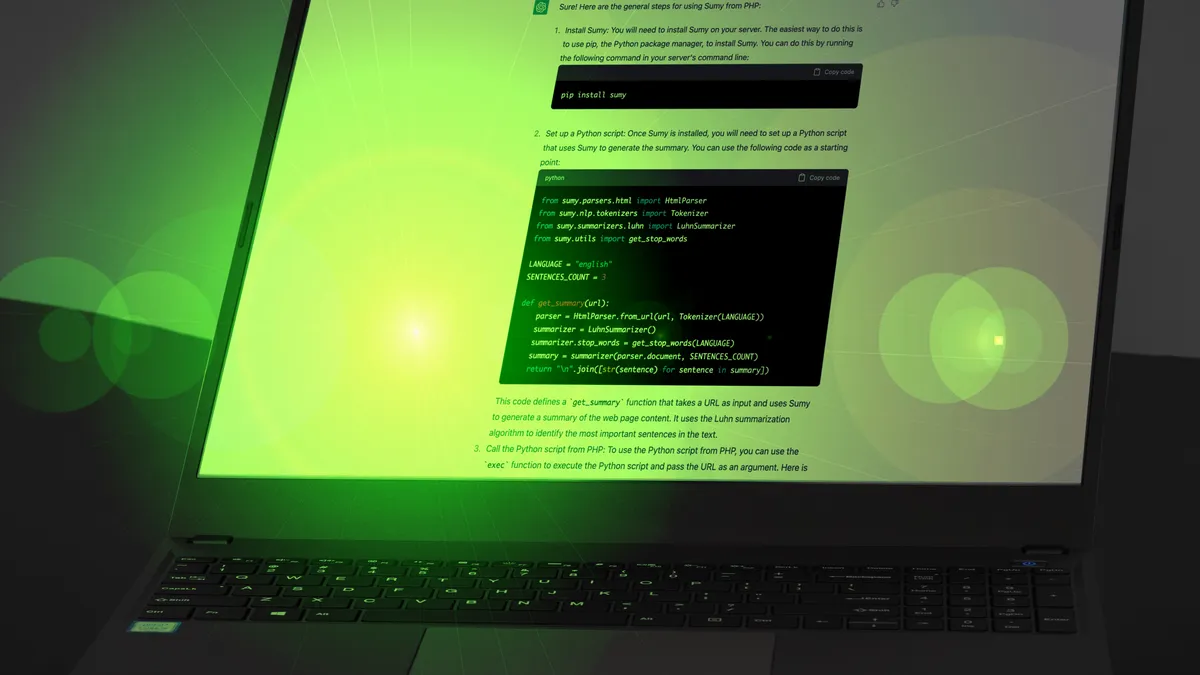 Sure! Here are the general steps for using Sumy from PHP:
1. Install Sumy: You will need to install Sumy on your server. The easiest way to do this is
to use pip, the Python package manager, to install Sumy. You can do this by running
the following command in your server's command line:
Copy code
pip install sumy
2. Set up a Python script: Once Sumy is installed, you will need to set up a Python script
that uses Sumy to generate the summary. You can use the following code as a starting
point:
python Copy code
from sumy.parsers.html import HtmlParser
from sumy.nlp.tokenizers import Tokenizer
from sumy.summarizers.luhn import LuhnSummarizer
from sumy.utils import get_stop_words
LANGUAGE = "english"
SENTENCES_COUNT = 3
def get_summary(url):
parser = HtmlParser.from_url(url, Tokenizer(LANGUAGE))
summarizer = LuhnSummarizer()
summarizer.stop_words = get_stop_words(LANGUAGE)
summary = summarizer(parser.document, SENTENCES_COUNT)
return "\n".join([str(sentence) for sentence in summary])
This code defines a `get_summary` function that takes a URL as input and uses Sumy
to generate a summary of the web page content. It uses the Luhn summarization
algorithm to identify the most important sentences in the text.
3. Call the Python script from PHP: To use the Python script from PHP, you can use the
`exec` function to execute the Python script and pass the URL as an argument. Here is
Q W E R T Y U I O P
A S D F G H J K L
Z X C V B N M
Alt Alt